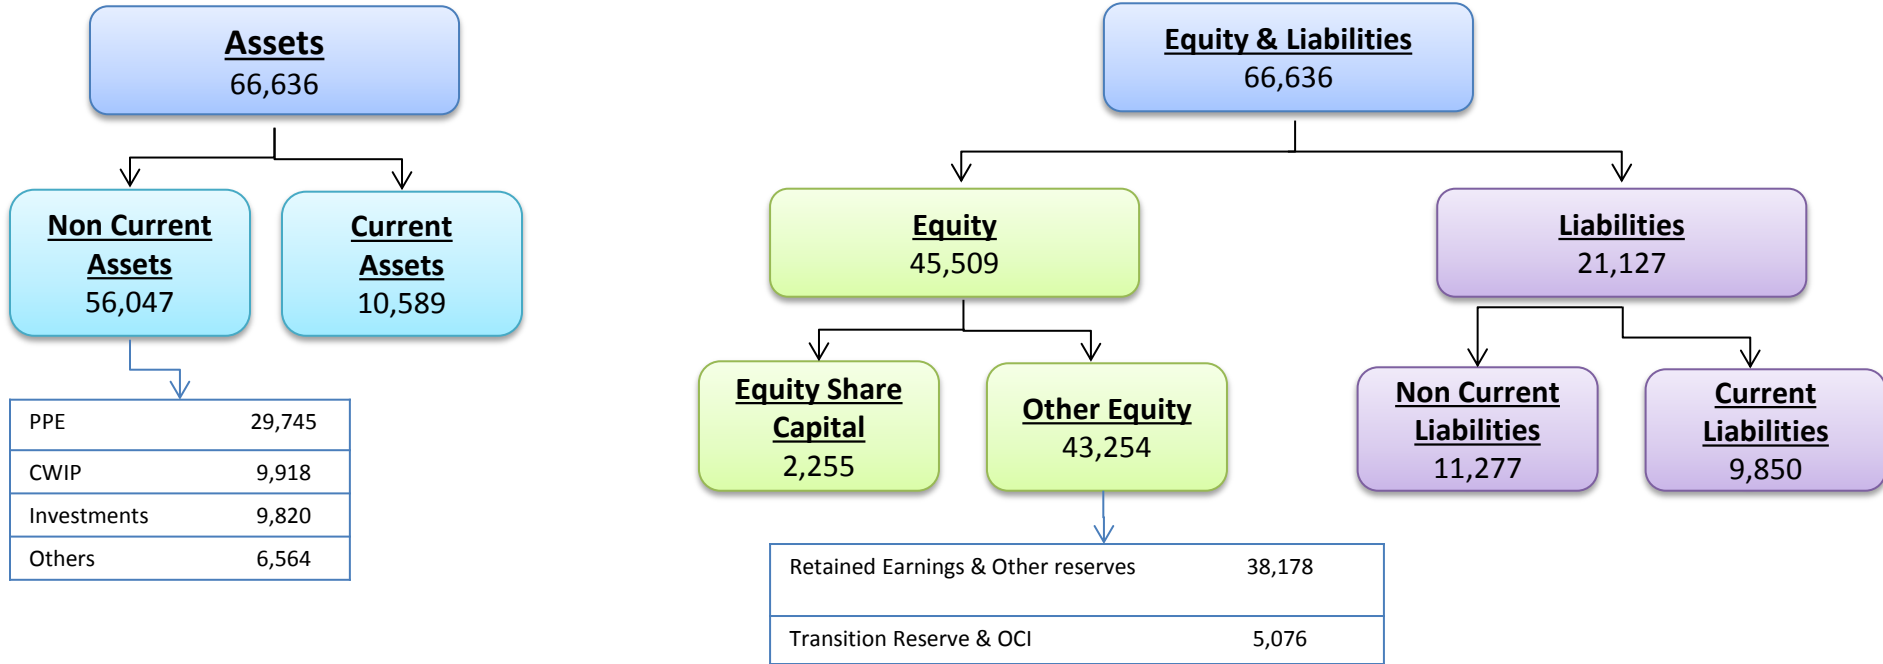 Assets
66,636
Non Current
Assets
56,047
Current
Assets
10,589
PPE 29,745
CWIP 9,918
Investments 9,820
Others 6,564
Equity & Liabilities
66,636
Equity
45,509
Liabilities
21,127
Equity Share
Capital
2,255
Other Equity
43,254
Non Current
Liabilities
11,277
Current
Liabilities
9,850
Retained Earnings & Other reserves 38,178
Transition Reserve & OCI 5,076